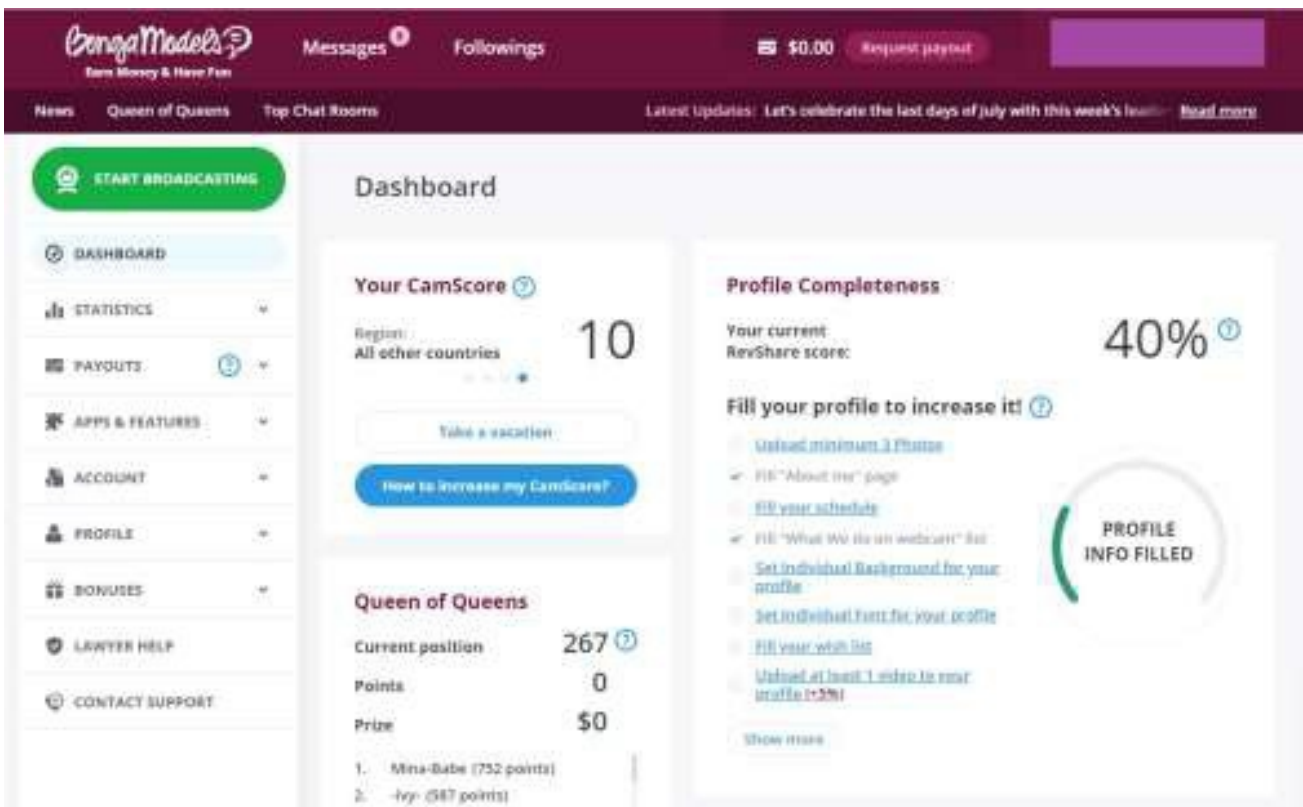 BongaModels
Earn Money & Have Fun
Messages 0
Followings
$0.00
Request payout
News
Queen of Queens
Top Chat Rooms
Latest Updates: Let's celebrate the last days of July with this week's
Read more
START BROADCASTING
DASHBOARD
STATISTICS
PAYOUTS ?
APPS & FEATURES
ACCOUNT
PROFILE
BONUSES
LAWYER HELP
CONTACT SUPPORT
Dashboard
Your CamScore ?
Region:
All other countries
10
Take a vacation
How to increase my CamScore?
Queen of Queens
Current position 267 ?
Points 0
Prize $0
1. Mina-Babe (752 points)
2. -Ivy- (587 points)
Profile Completeness
Your current
RevShare score:
40% ?
Fill your profile to increase it! ?
Upload minimum 3 Photos
Fill "About me" page
Fill your schedule
Fill "What We do on webcam" list
Set Individual Background for your
profile
Set Individual Font for your profile
Fill your wish list
Upload at least 1 video to your
profile (+5%)
Show more
PROFILE
INFO FILLED